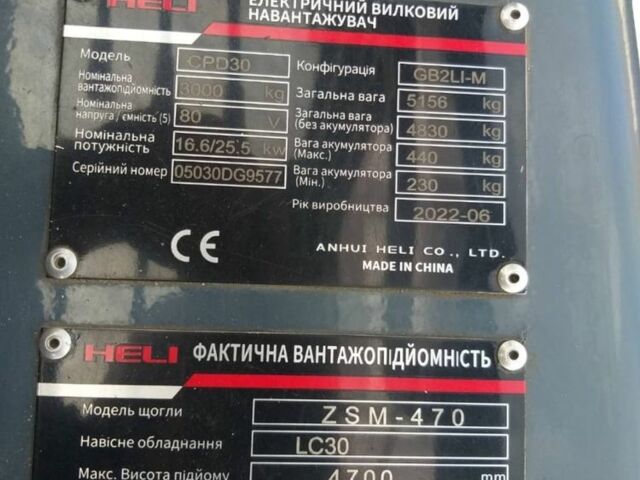 HELI
ЕЛЕКТРИЧНИЙ ВИЛКОВИЙ
НАВАНТАЖУВАЧ
Модель CPD30
Номінальна
вантажопідйомність 3000 kg
Номінальна
напруга / ємність (5) 80 V
Номінальна
потужність 16.6/25.5 kw
Серійний номер 05030DG9577
Конфігурація GB2LI-M
Загальна вага 5156 kg
Загальна вага
(без акумулятора) 4830 kg
Вага акумулятора
(Макс.) 440 kg
Вага акумулятора
(Мін.) 230 kg
Рік виробництва 2022-06
CE
ANHUI HELI CO., LTD.
MADE IN CHINA
HELI ФАКТИЧНА ВАНТАЖОПІДЙОМНІСТЬ
Модель щогли ZSM-470
Навісне обладнання LC30
Макс. Висота підйому 4700 mm